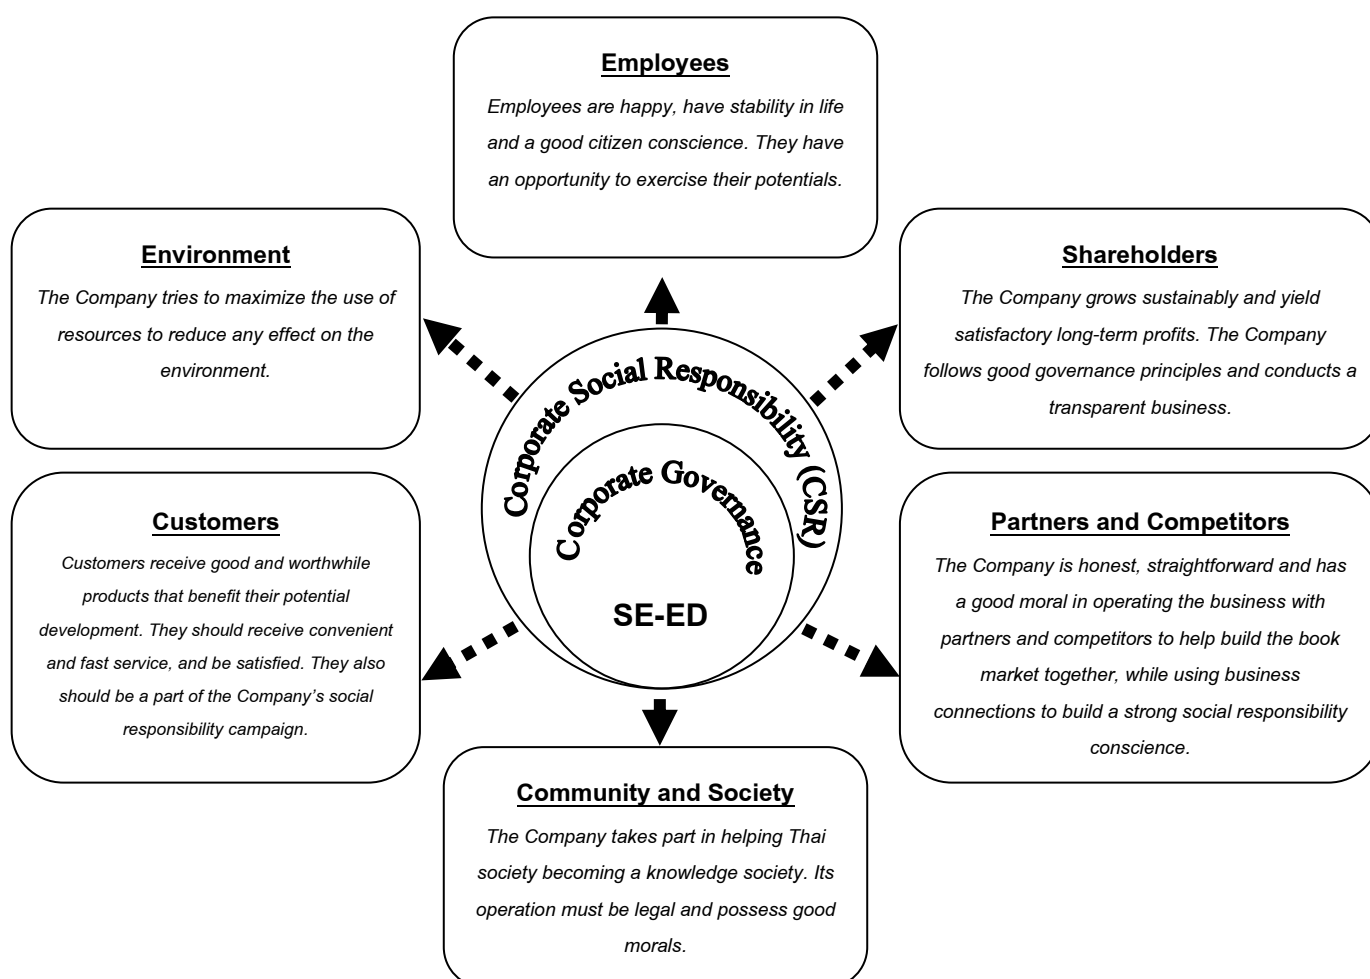 Employees
Employees are happy, have stability in life
and a good citizen conscience. They have
an opportunity to exercise their potentials.
Environment
The Company tries to maximize the use of
resources to reduce any effect on the
environment.
Shareholders
The Company grows sustainably and yield
satisfactory long-term profits. The Company
follows good governance principles and conducts a
transparent business.
Corporate Social Responsibility (CSR)
Corporate Governance
SE-ED
Customers
Customers receive good and worthwhile
products that benefit their potential
development. They should receive convenient
and fast service, and be satisfied. They also
should be a part of the Company’s social
responsibility campaign.
Partners and Competitors
The Company is honest, straightforward and has
a good moral in operating the business with
partners and competitors to help build the book
market together, while using business
connections to build a strong social responsibility
conscience.
Community and Society
The Company takes part in helping Thai
society becoming a knowledge society. Its
operation must be legal and possess good
morals.